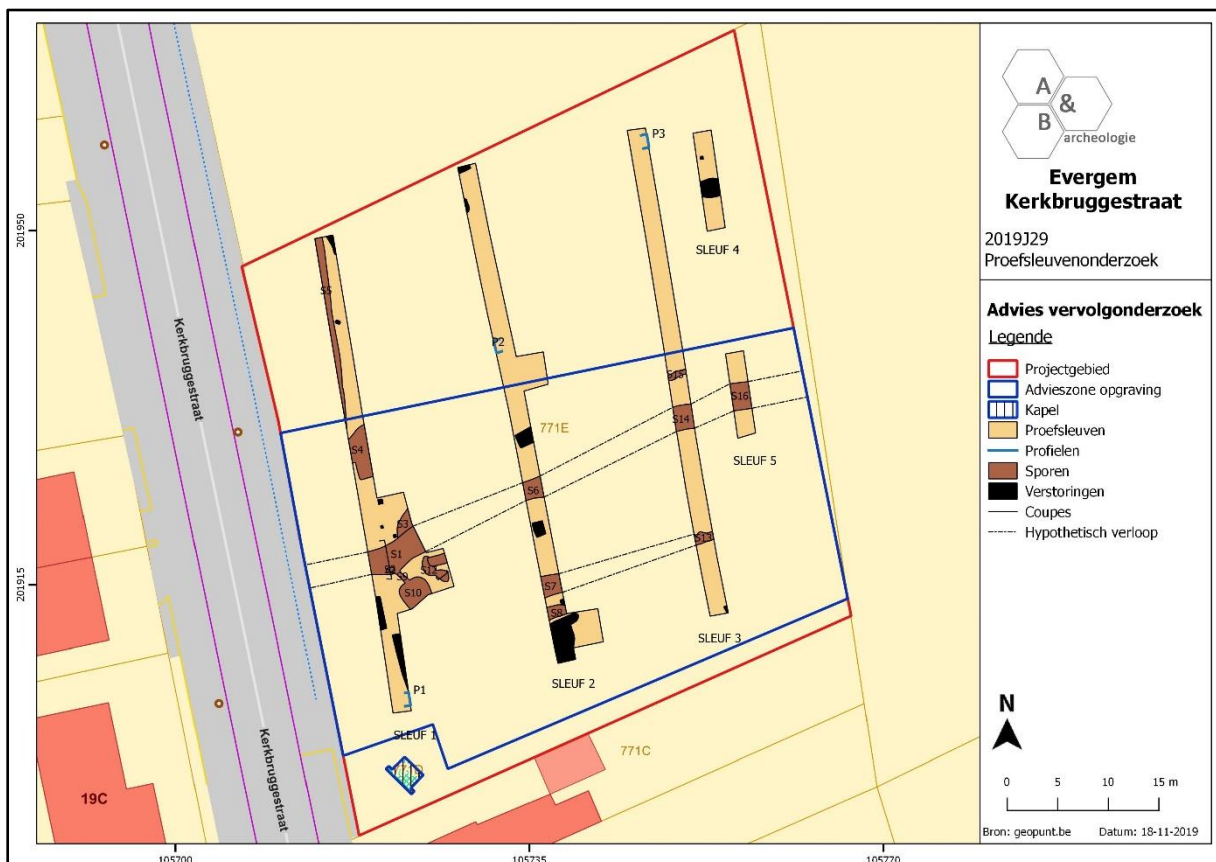 A
&
B
archeologie
Evergem
Kerkbruggestraat
2019J29
Proefsleuvenonderzoek
Advies vervolgonderzoek
Legende
Projectgebied
Advieszone opgraving
Kapel
Proefsleuven
Profielen
Sporen
Verstoringen
Coupes
Hypothetisch verloop
N
0 5 10 15 m
Bron: geopunt.be Datum: 18-11-2019
201950
201915
105700
105735
105770
Kerkbruggestraat
Kerkbruggestraat
P3
SLEUF 4
S5
P2
S15
S14
S16
771E
SLEUF 5
S4
S6
S3
S1
S9
S12
S10
S13
S7
S8
SLEUF 3
SLEUF 2
P1
SLEUF 1
771C
19C